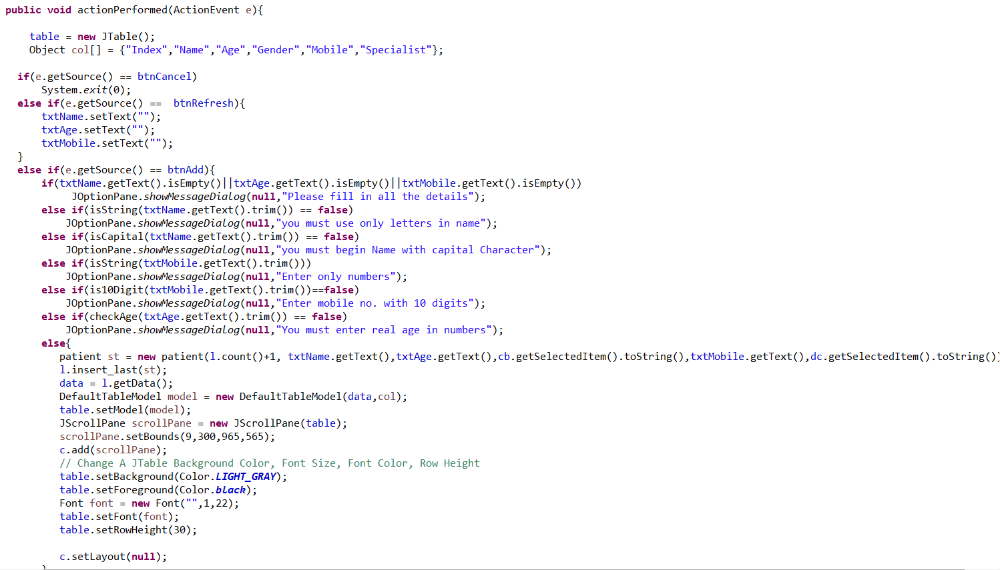 public void actionPerformed(ActionEvent e){
table = new JTable();
Object col[] = {"Index","Name","Age","Gender","Mobile","Specialist"};
if(e.getSource() == btnCancel)
System.exit(0);
else if(e.getSource() ==  btnRefresh){
txtName.setText("");
txtAge.setText("");
txtMobile.setText("");
}
else if(e.getSource() == btnAdd){
if(txtName.getText().isEmpty()||txtAge.getText().isEmpty()||txtMobile.getText().isEmpty())
JOptionPane.showMessageDialog(null,"Please fill in all the details");
else if(isString(txtName.getText().trim()) == false)
JOptionPane.showMessageDialog(null,"you must use only letters in name");
else if(isCapital(txtName.getText().trim()) == false)
JOptionPane.showMessageDialog(null,"you must begin Name with capital Character");
else if(isString(txtMobile.getText().trim()))
JOptionPane.showMessageDialog(null,"Enter only numbers");
else if(is10Digit(txtMobile.getText().trim())==false)
JOptionPane.showMessageDialog(null,"Enter mobile no. with 10 digits");
else if(checkAge(txtAge.getText().trim()) == false)
JOptionPane.showMessageDialog(null,"You must enter real age in numbers");
else{
patient st = new patient(l.count()+1, txtName.getText(),txtAge.getText(),cb.getSelectedItem().toString(),txtMobile.getText(),dc.getSelectedItem().toString())
l.insert_last(st);
data = l.getData();
DefaultTableModel model = new DefaultTableModel(data,col);
table.setModel(model);
JScrollPane scrollPane = new JScrollPane(table);
scrollPane.setBounds(9,300,965,565);
c.add(scrollPane);
// Change A JTable Background Color, Font Size, Font Color, Row Height
table.setBackground(Color.LIGHT_GRAY);
table.setForeground(Color.black);
Font font = new Font("",1,22);
table.setFont(font);
table.setRowHeight(30);
c.setLayout(null);